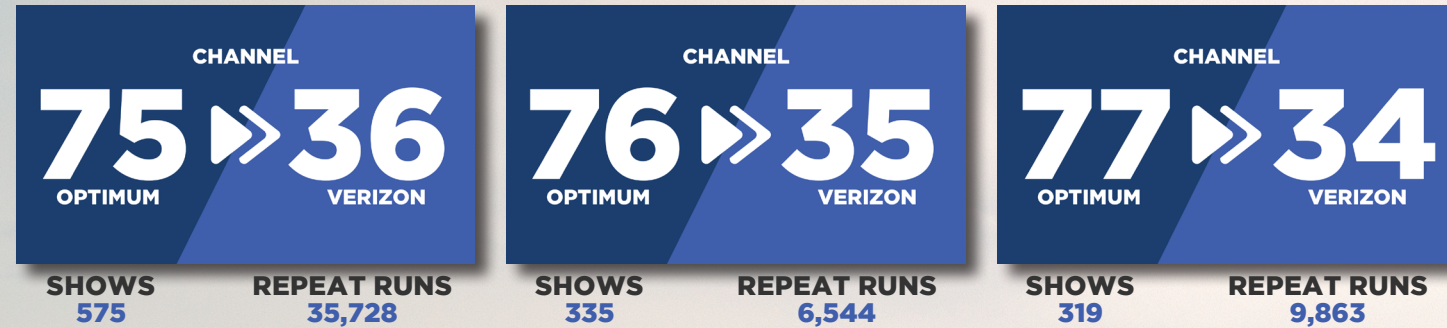 CHANNEL
75 36
OPTIMUM VERIZON
SHOWS REPEAT RUNS
575 35,728
CHANNEL
76 35
OPTIMUM VERIZON
SHOWS REPEAT RUNS
335 6,544
CHANNEL
77 34
OPTIMUM VERIZON
SHOWS REPEAT RUNS
319 9,863